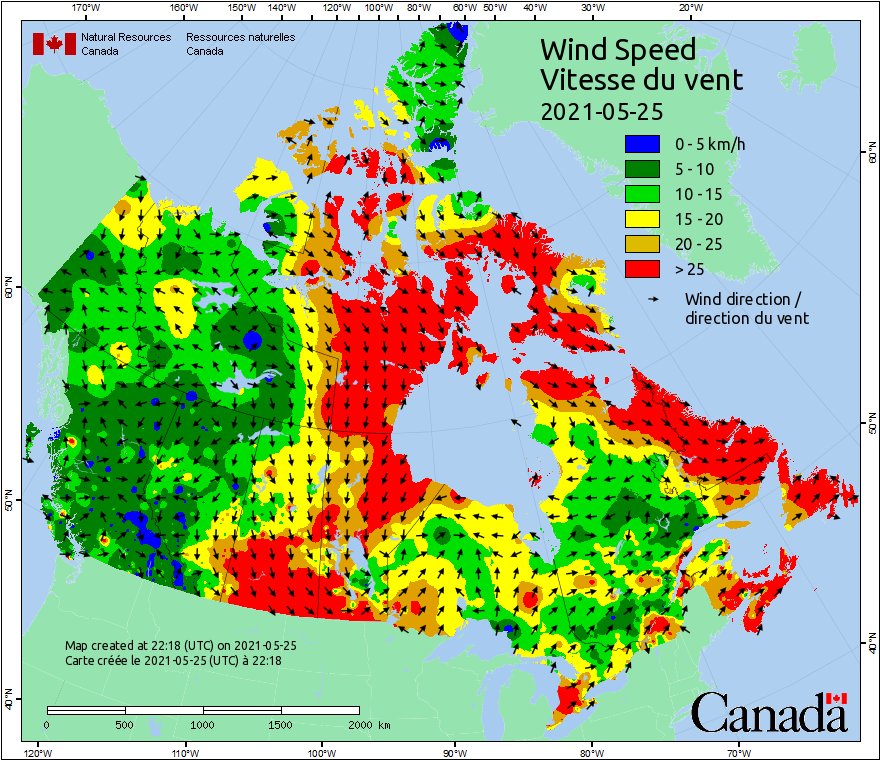 170°W 160°W 150°W 140°W 130°W 120°W 110°W 100°W 90°W 80°W 60°W 50°W 40°W 30°W 20°W
Natural Resources Canada
Ressources naturelles Canada
Wind Speed
Vitesse du vent
2021-05-25
0 - 5 km/h
5 - 10
10 - 15
15 - 20
20 - 25
> 25
Wind direction /
direction du vent
60°N
50°N
40°N
60°N
50°N
40°N
Map created at 22:18 (UTC) on 2021-05-25
Carte créée le 2021-05-25 (UTC) à 22:18
0 500 1000 1500 2000 km
Canada
120°W 110°W 100°W 90°W 80°W 70°W